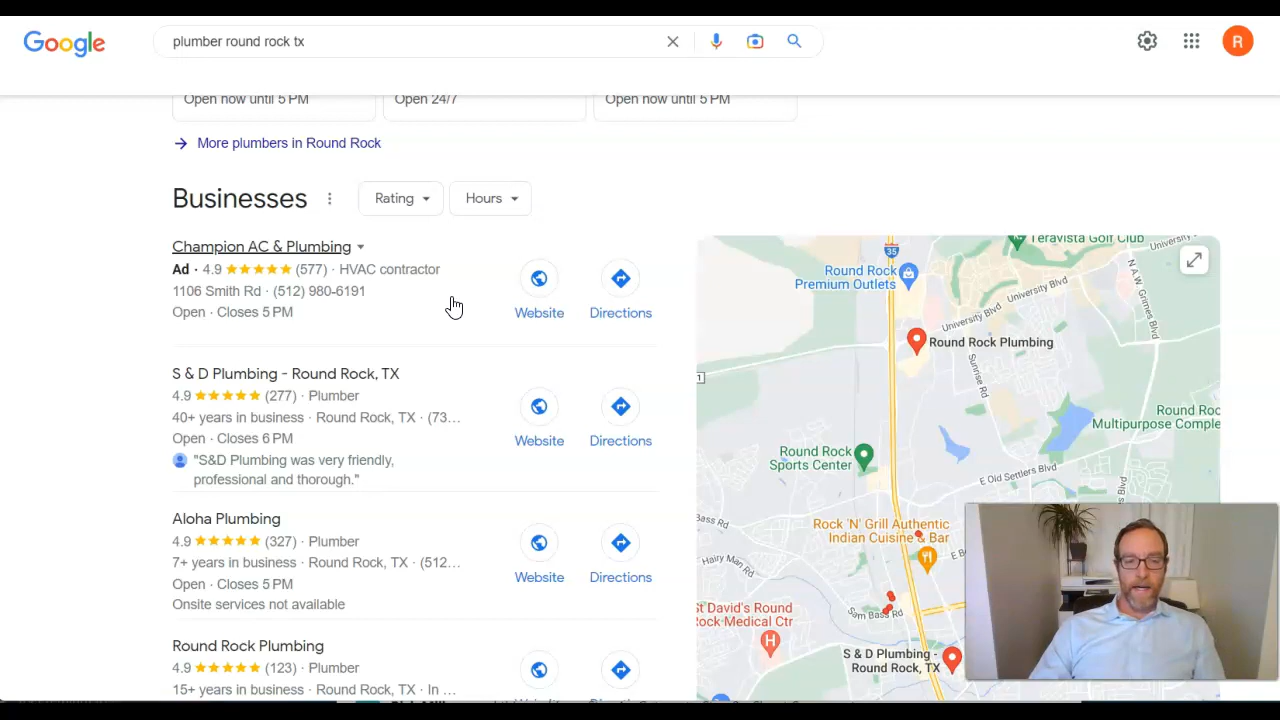 Google
plumber round rock tx
R
Open now until 5 PM
Open 24/7
Open now until 5 PM
More plumbers in Round Rock
Businesses
Rating
Hours
Champion AC & Plumbing
Ad · 4.9 (577) · HVAC contractor
1106 Smith Rd · (512) 980-6191
Open · Closes 5 PM
Website
Directions
S & D Plumbing - Round Rock, TX
4.9 (277) · Plumber
40+ years in business · Round Rock, TX · (73...
Open · Closes 6 PM
"S&D Plumbing was very friendly,
professional and thorough."
Website
Directions
Aloha Plumbing
4.9 (327) · Plumber
7+ years in business · Round Rock, TX · (512...
Open · Closes 5 PM
Onsite services not available
Website
Directions
Round Rock Plumbing
4.9 (123) · Plumber
15+ years in business · Round Rock, TX · In ...
Teravista Golf Club
University
35
Round Rock
Premium Outlets
University Blvd
N A.W. Grimes Blvd
University Blvd
Round Rock Plumbing
Sunrise Rd
1
Round Roc
Multipurpose Comple
Round Rock
Sports Center
E Old Settlers Blvd
Bass Rd
Rock 'N' Grill Authentic
Indian Cuisine & Bar
Hairy Man Rd
St David's Round
Rock Medical Ctr
H
Sam Bass Rd
S & D Plumbing -
Round Rock, TX